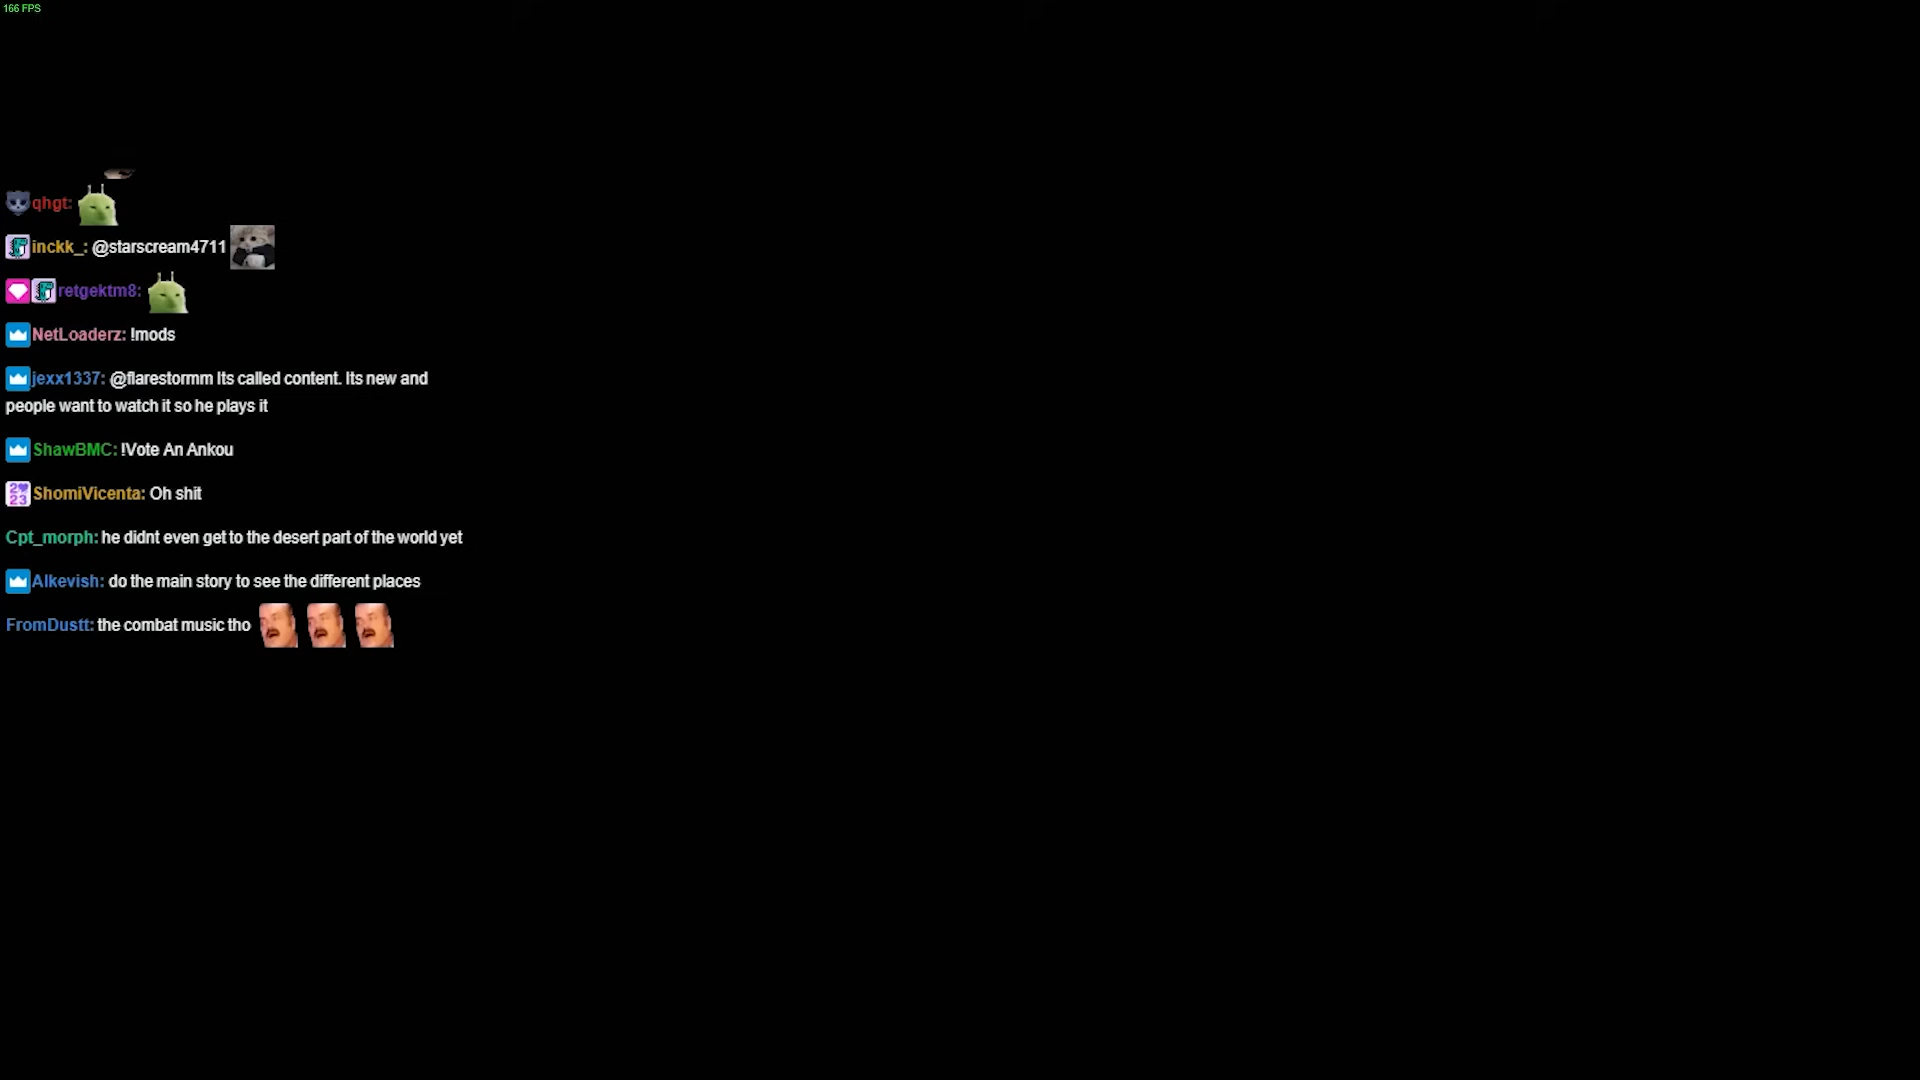 166 FPS
qhgt:
inckk_: @starscream4711
retgektm8:
NetLoaderz: !mods
jexx1337: @flarestormm Its called content. Its new and
people want to watch it so he plays it
ShawBMC: !Vote An Ankou
2023 ShomiVicenta: Oh shit
Cpt_morph: he didnt even get to the desert part of the world yet
Alkevish: do the main story to see the different places
FromDustt: the combat music tho